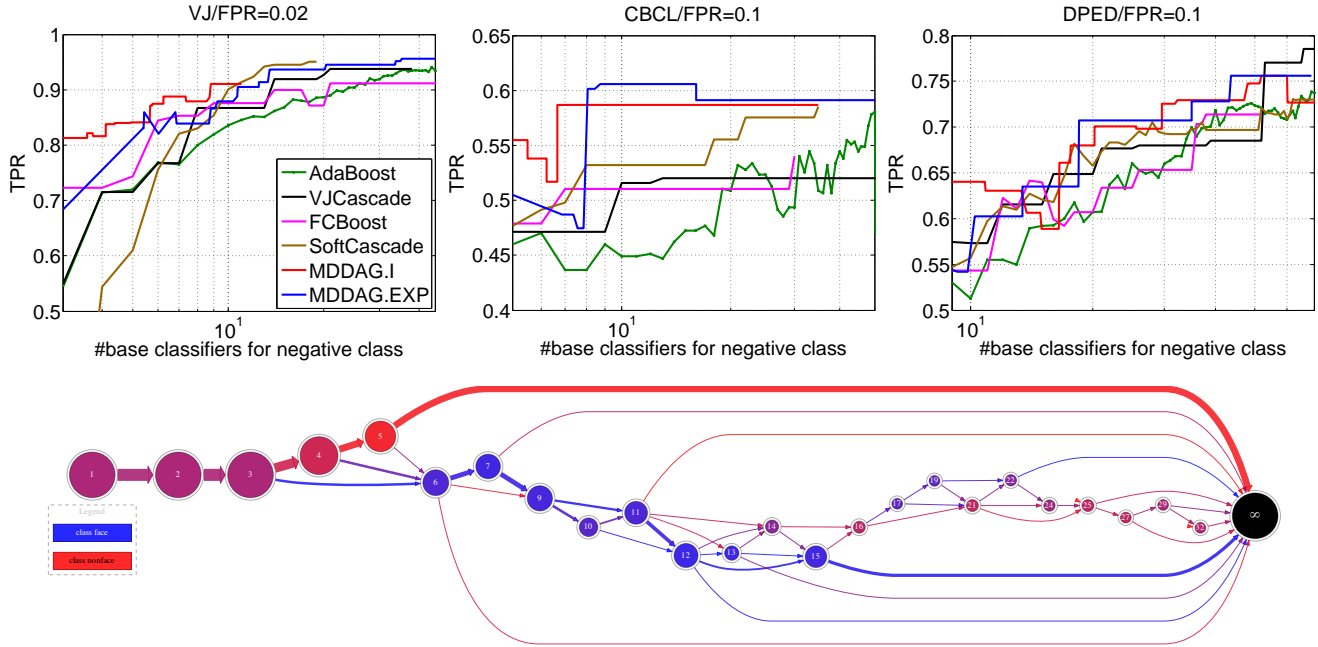 VJ/FPR=0.02
CBCL/FPR=0.1
DPED/FPR=0.1
TPR
1
0.9
0.8
0.7
0.6
0.5
10^1
#base classifiers for negative class
AdaBoost
VJCascade
FCBoost
SoftCascade
MDDAG.I
MDDAG.EXP
TPR
0.65
0.6
0.55
0.5
0.45
0.4
10^1
#base classifiers for negative class
TPR
0.8
0.75
0.7
0.65
0.6
0.55
0.5
10^1
#base classifiers for negative class
1
2
3
4
5
6
7
9
10
11
12
13
14
15
16
17
19
21
22
24
25
27
29
32
∞
Legend
class face
class nonface